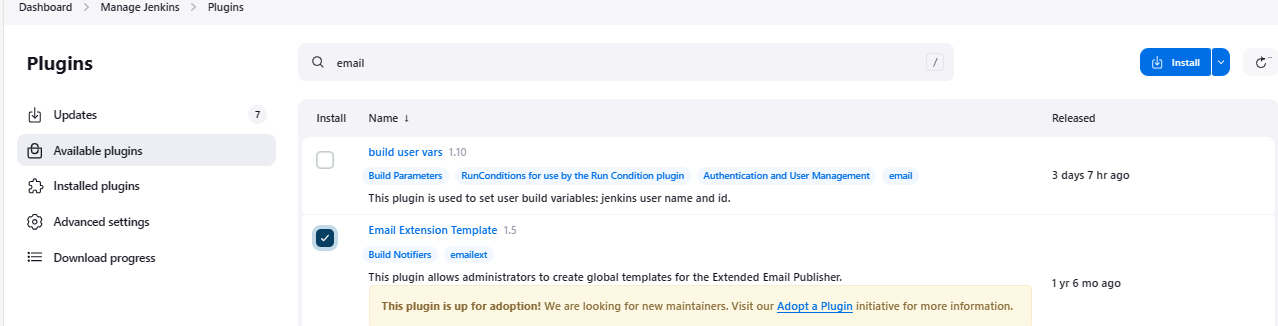 Dashboard > Manage Jenkins > Plugins
Plugins
email /
Install
Updates 7
Available plugins
Installed plugins
Advanced settings
Download progress
Install Name ↓ Released
build user vars 1.10
Build Parameters RunConditions for use by the Run Condition plugin Authentication and User Management email
This plugin is used to set user build variables: jenkins user name and id.
3 days 7 hr ago
Email Extension Template 1.5
Build Notifiers emailext
This plugin allows administrators to create global templates for the Extended Email Publisher.
This plugin is up for adoption! We are looking for new maintainers. Visit our Adopt a Plugin initiative for more information.
1 yr 6 mo ago